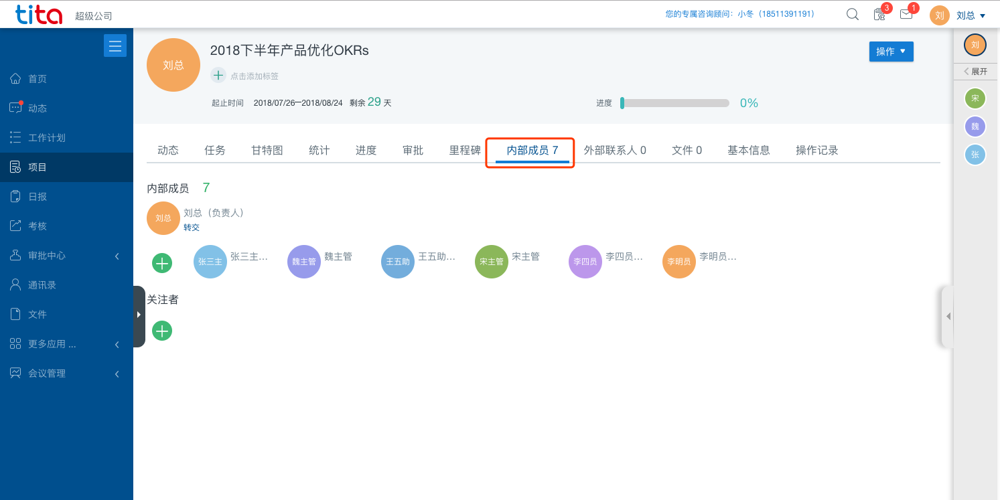 tita 超级公司 您的专属咨询顾问：小冬（18511391191） 3 1 刘 刘总
首页
动态
工作计划
项目
日报
考核
审批中心
通讯录
文件
更多应用 ...
会议管理
刘总
2018下半年产品优化OKRs
操作
点击添加标签
起止时间 2018/07/26—2018/08/24 剩余 29 天 进度 0%
动态 任务 甘特图 统计 进度 审批 里程碑 内部成员 7 外部联系人 0 文件 0 基本信息 操作记录
内部成员 7
刘总 刘总（负责人）
转交
张三主 张三主... 魏主管 魏主管 王五助 王五助... 宋主管 宋主管 李四员 李四员... 李明员 李明员...
关注者
刘
展开
宋
魏
张